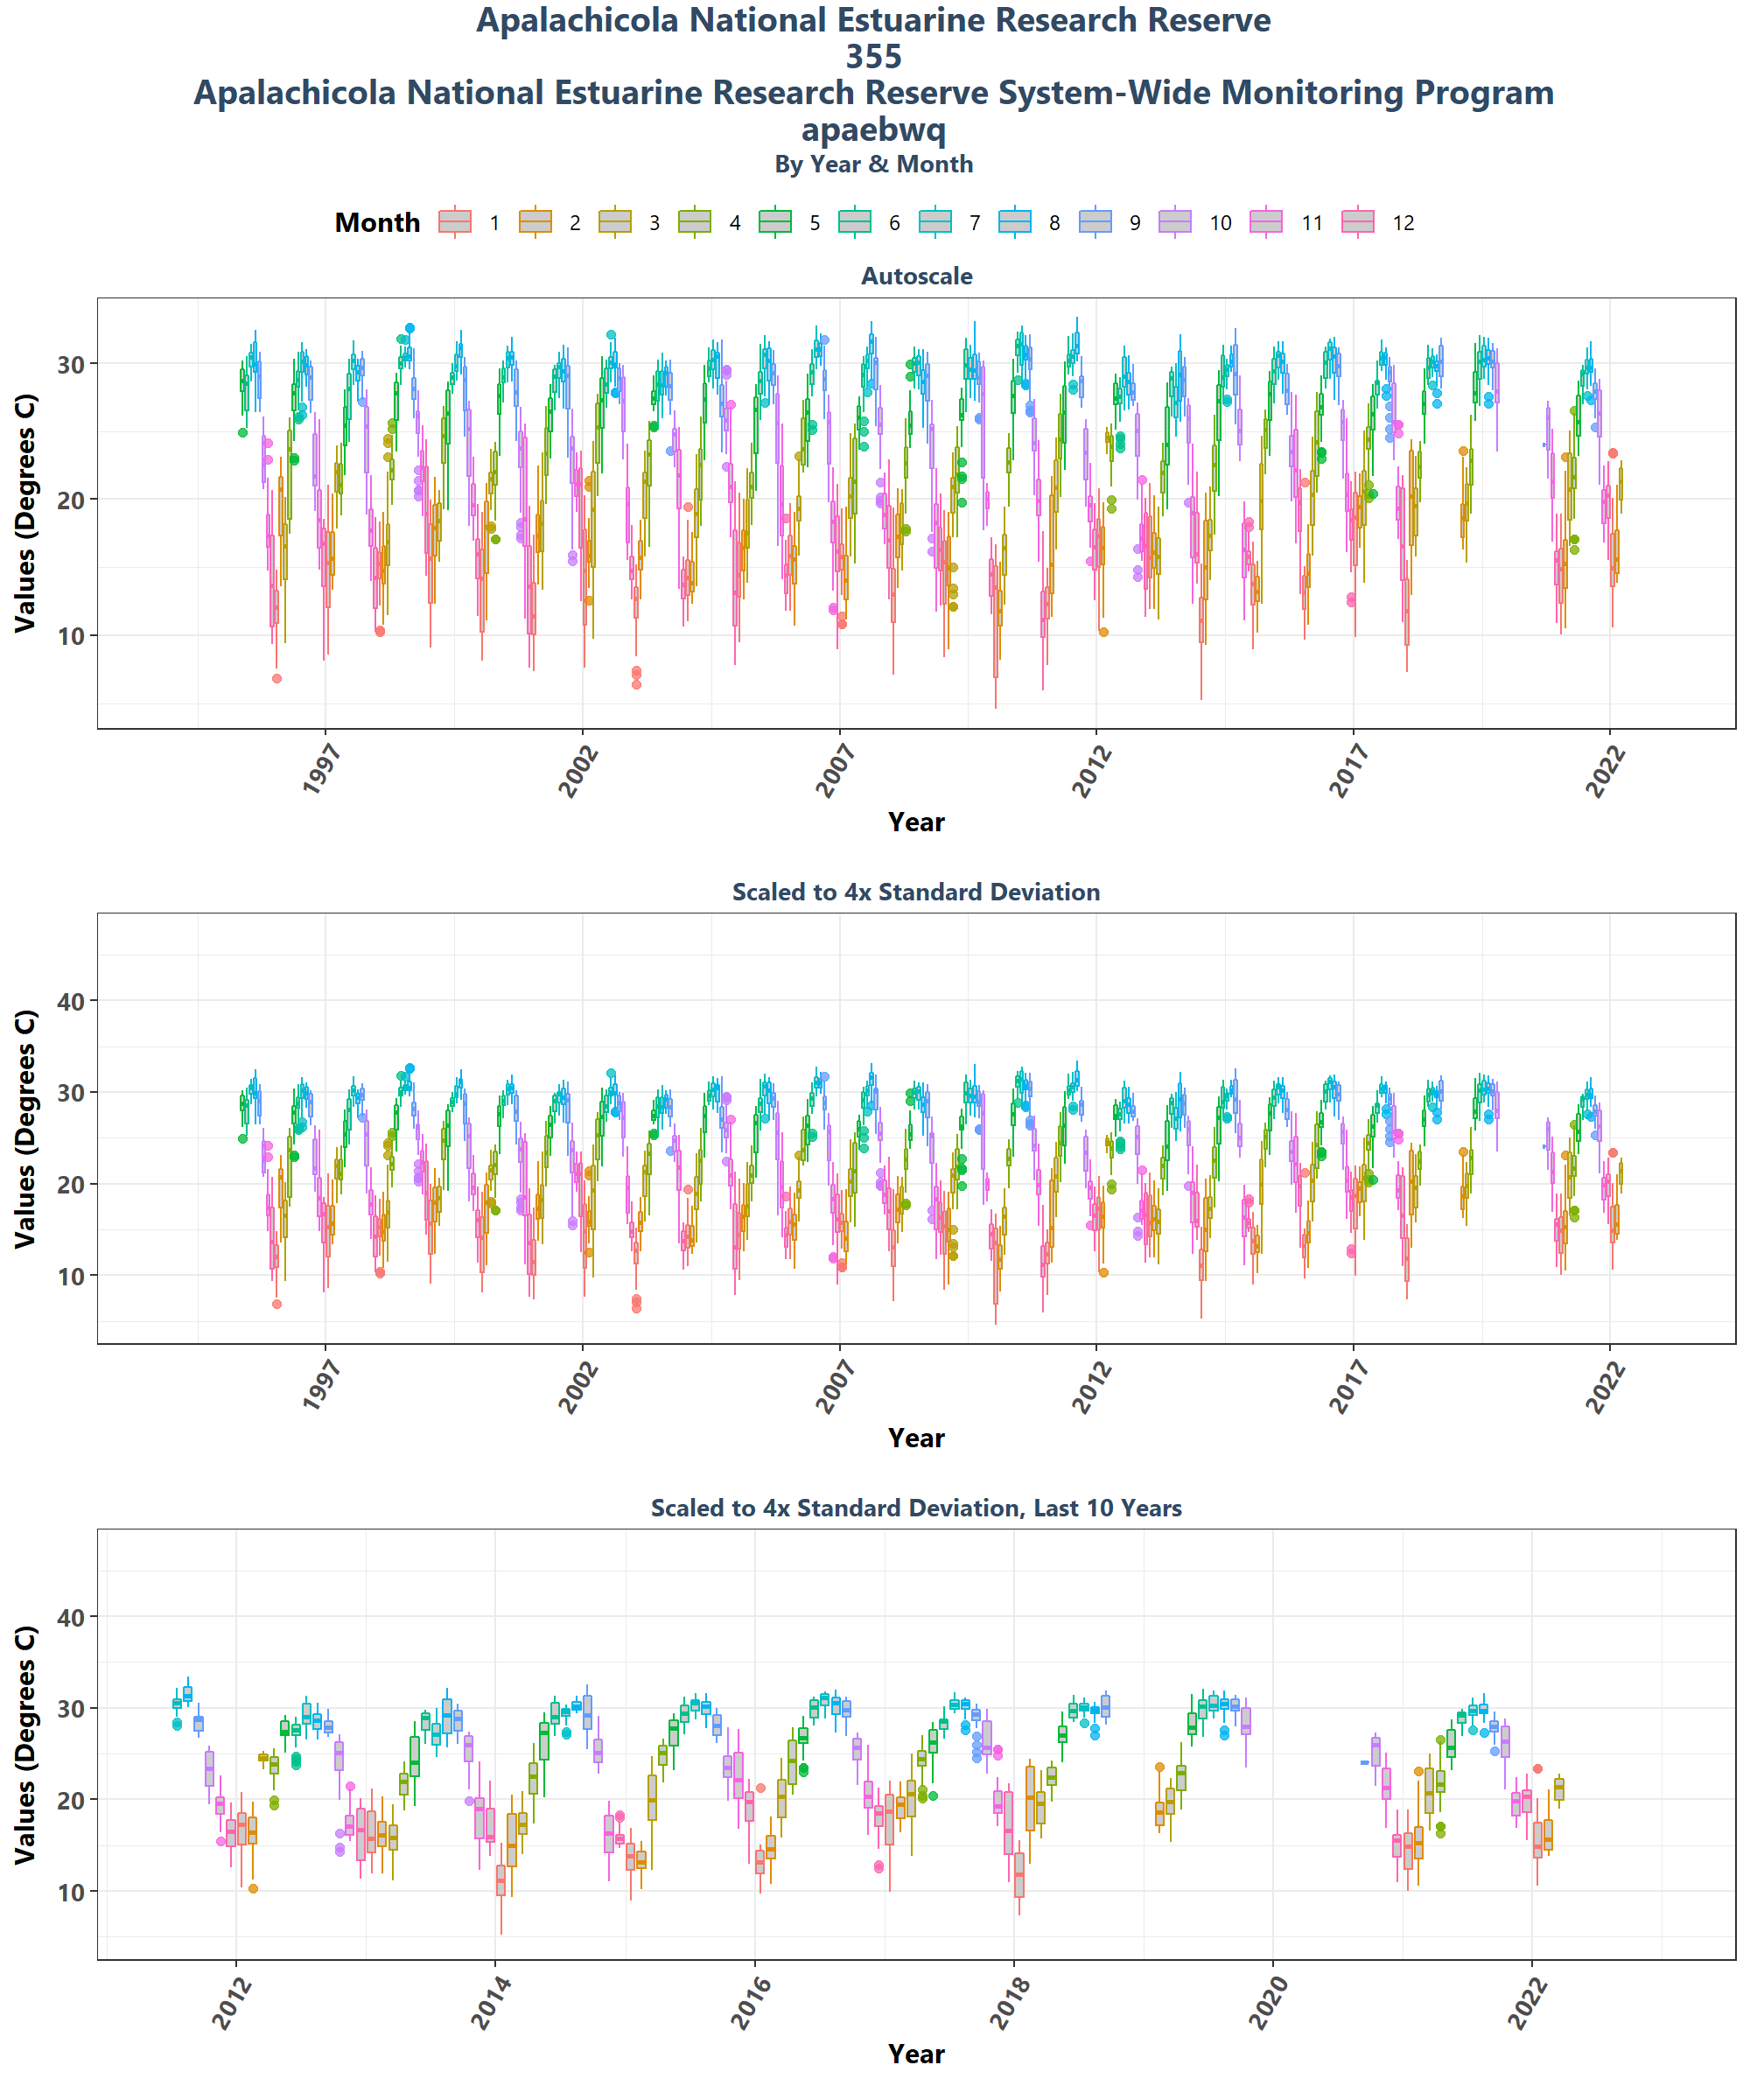 Apalachicola National Estuarine Research Reserve
355
Apalachicola National Estuarine Research Reserve System-Wide Monitoring Program
apaebwq
By Year & Month
Month 1 2 3 4 5 6 7 8 9 10 11 12
Autoscale
Values (Degrees C)
30
20
10
1997 2002 2007 2012 2017 2022
Year
Scaled to 4x Standard Deviation
Values (Degrees C)
40
30
20
10
1997 2002 2007 2012 2017 2022
Year
Scaled to 4x Standard Deviation, Last 10 Years
Values (Degrees C)
40
30
20
10
2012 2014 2016 2018 2020 2022
Year